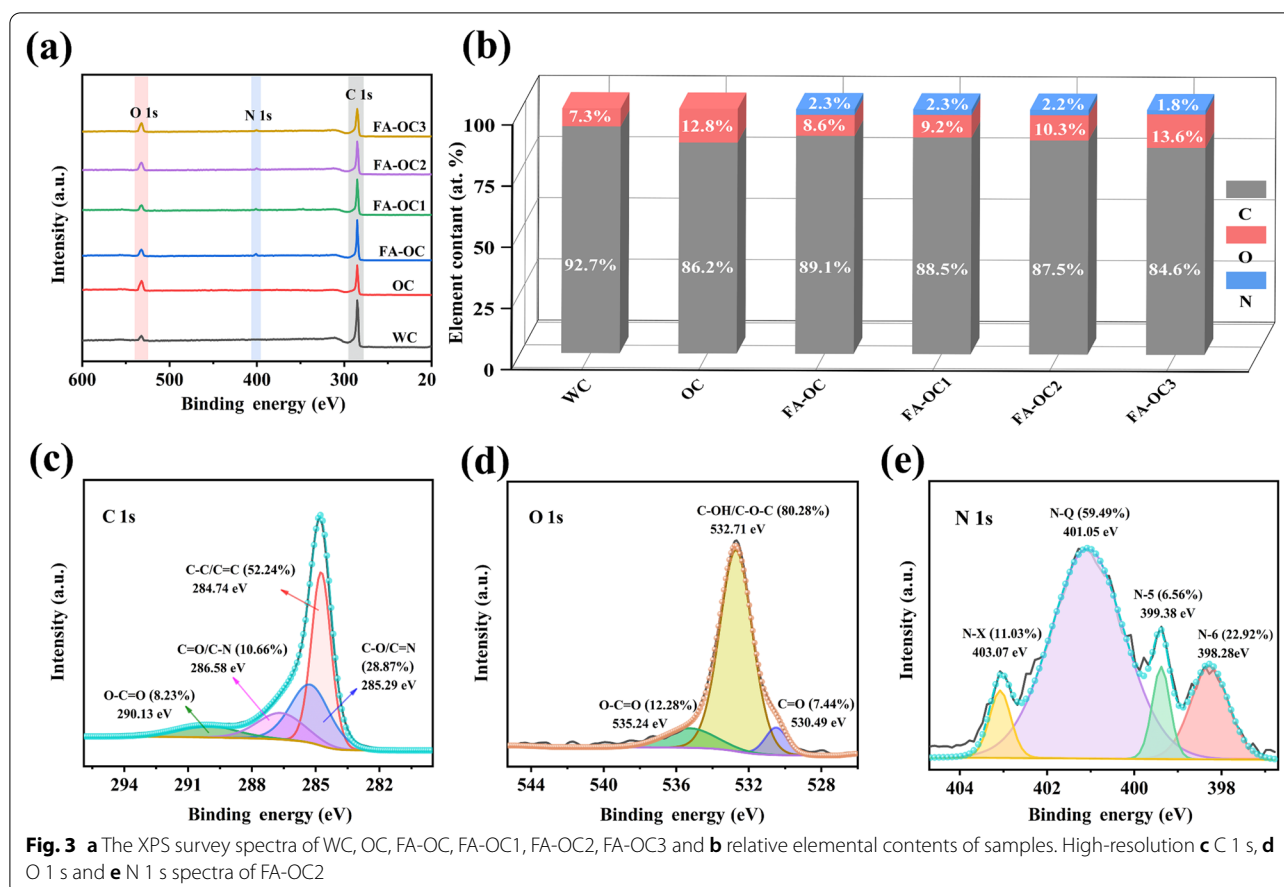 (a)
O 1s
N 1s
C 1s
FA-OC3
FA-OC2
FA-OC1
FA-OC
OC
WC
Intensity (a.u.)
600 500 400 300 20
Binding energy (eV)
(b)
Element contant (at. %)
100
75
50
25
0
7.3%
92.7%
12.8%
86.2%
2.3%
8.6%
89.1%
2.3%
9.2%
88.5%
2.2%
10.3%
87.5%
1.8%
13.6%
84.6%
WC
OC
FA-OC
FA-OC1
FA-OC2
FA-OC3
C
O
N
(c)
C 1s
C-C/C=C (52.24%)
284.74 eV
C=O/C-N (10.66%)
286.58 eV
C-O/C=N
(28.87%)
285.29 eV
O-C=O (8.23%)
290.13 eV
Intensity (a.u.)
294 291 288 285 282
Binding energy (eV)
(d)
O 1s
C-OH/C-O-C (80.28%)
532.71 eV
O-C=O (12.28%)
535.24 eV
C=O (7.44%)
530.49 eV
Intensity (a.u.)
544 540 536 532 528
Binding energy (eV)
(e)
N 1s
N-Q (59.49%)
401.05 eV
N-5 (6.56%)
399.38 eV
N-X (11.03%)
403.07 eV
N-6 (22.92%)
398.28eV
Intensity (a.u.)
404 402 400 398
Binding energy (eV)
Fig. 3 a The XPS survey spectra of WC, OC, FA-OC, FA-OC1, FA-OC2, FA-OC3 and b relative elemental contents of samples. High-resolution c C 1 s, d
O 1 s and e N 1 s spectra of FA-OC2